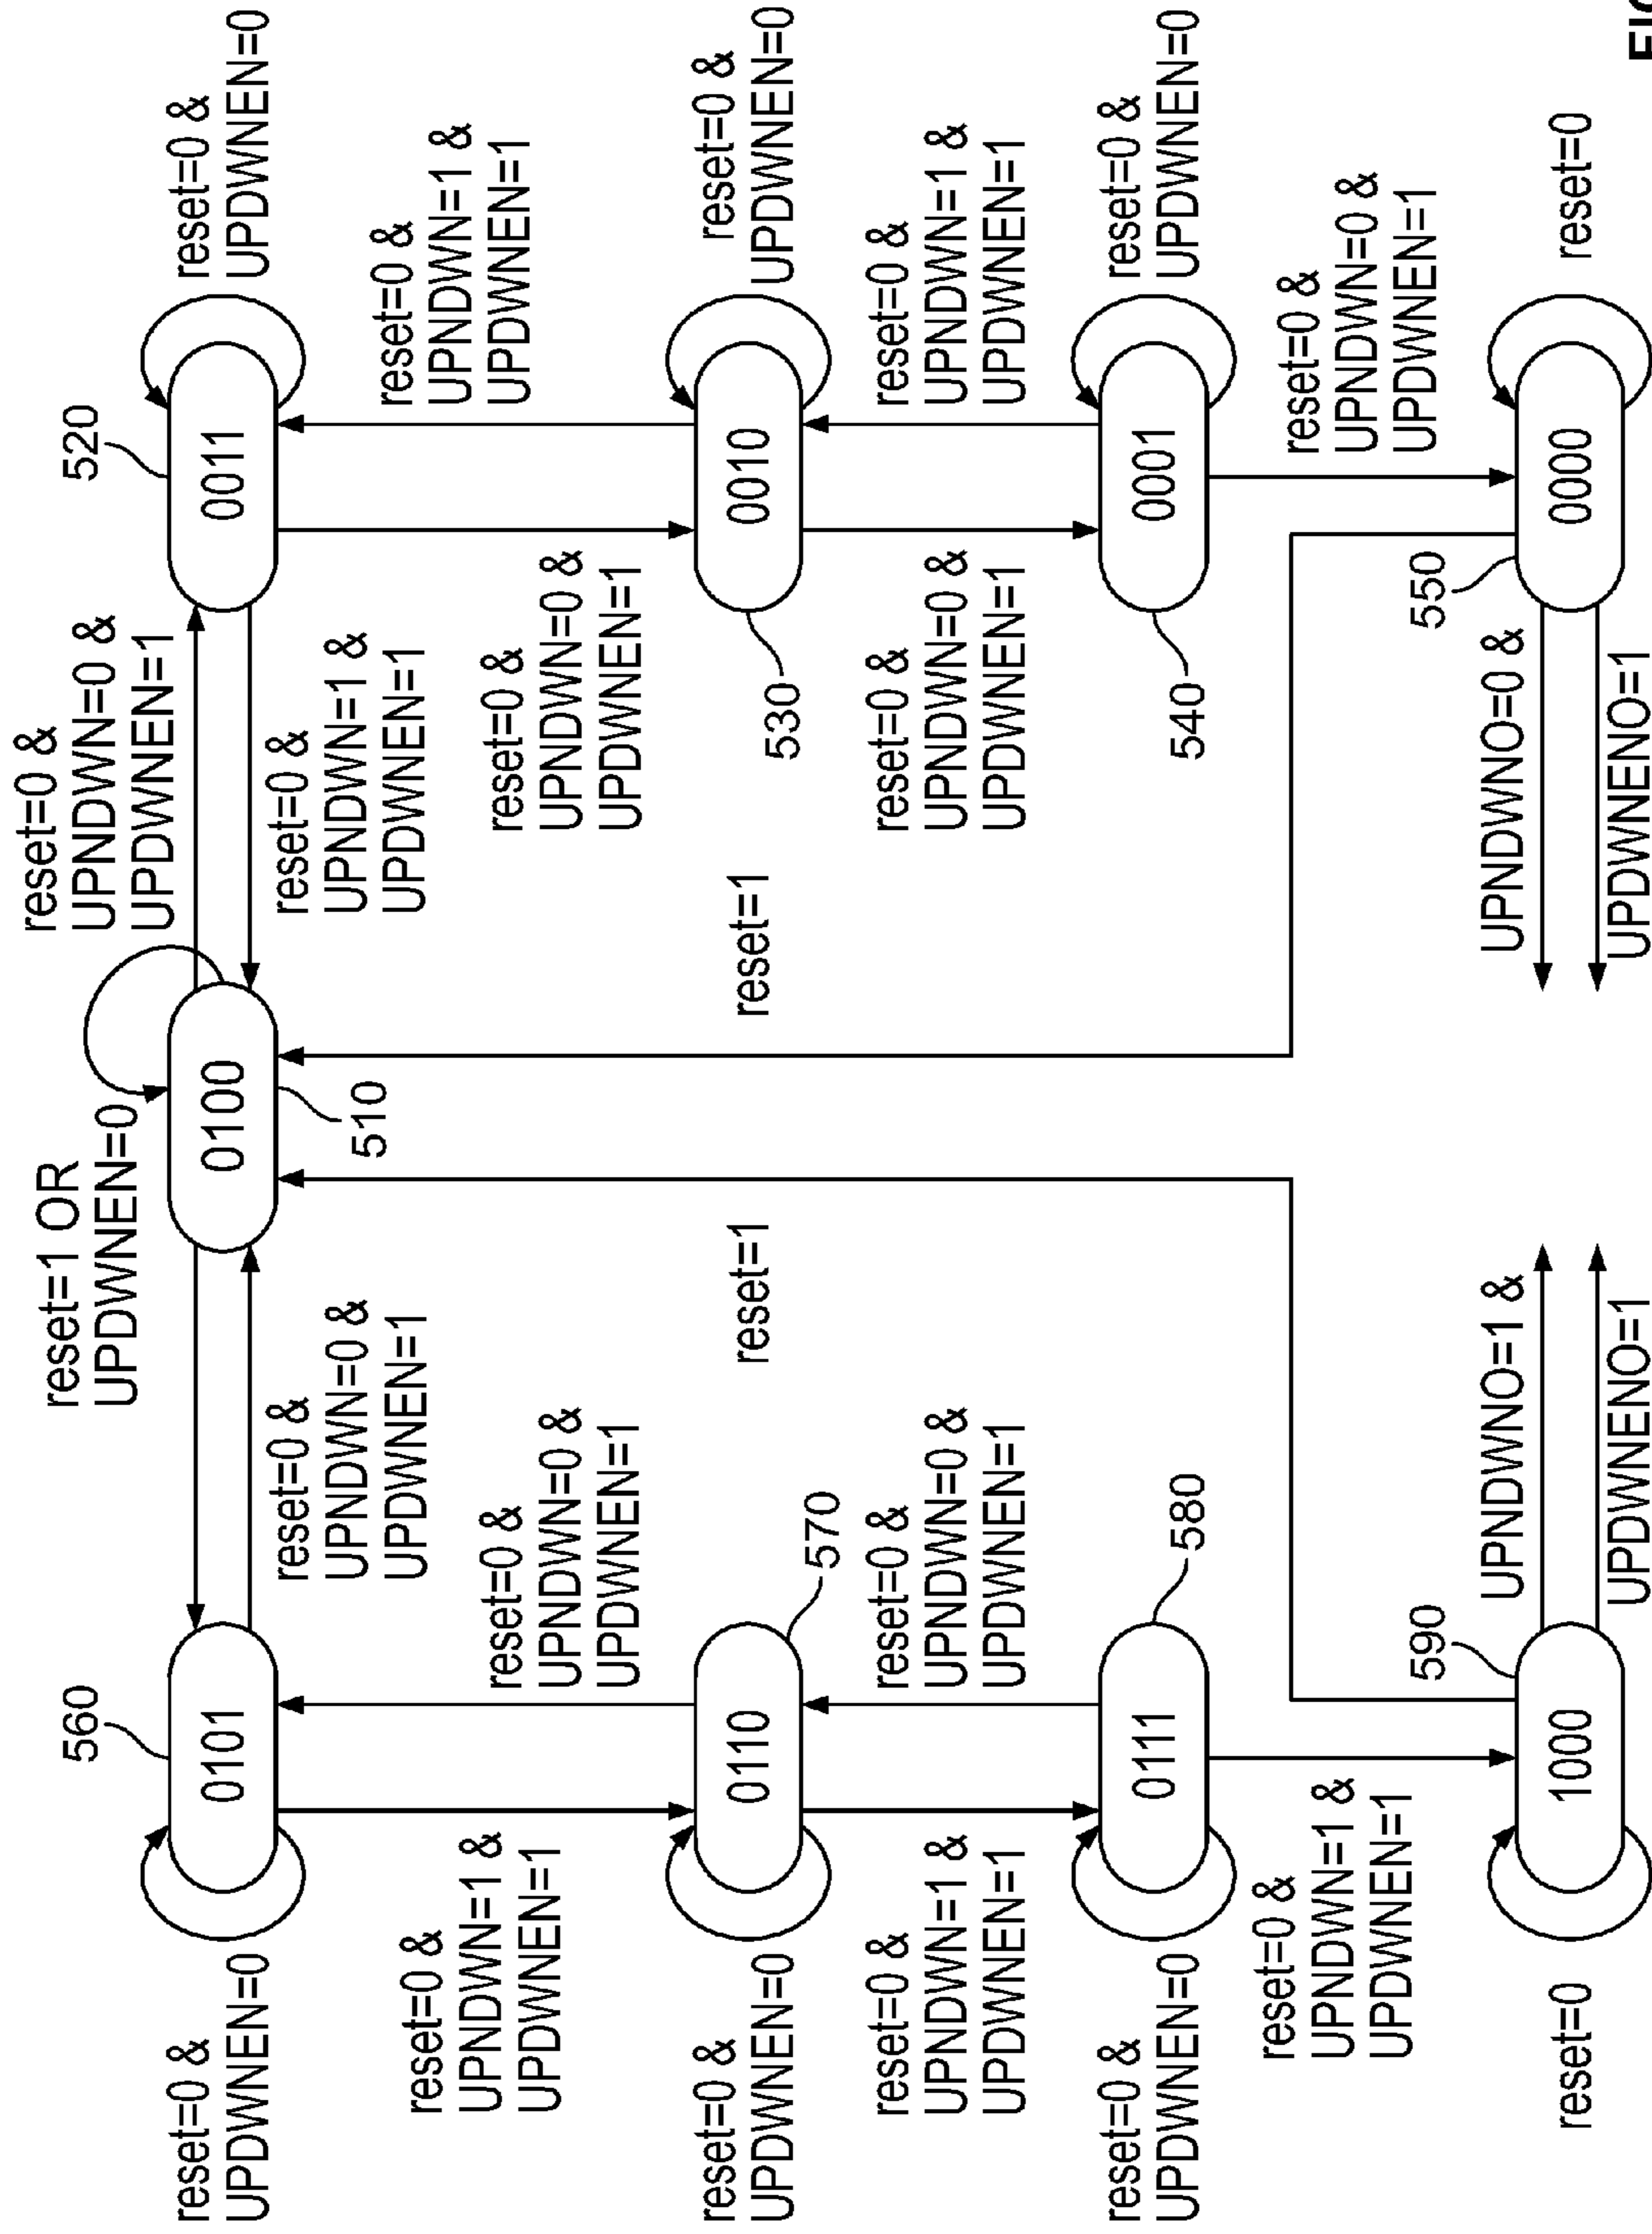 reset=0 &
UPNDWN=0 &
UPDWNEN=1
reset=1 OR
UPDWNEN=0
560
520
reset=0 &
UPDWNEN=0
0101
0100
0011
reset=0 &
UPDWNEN=0
reset=0 &
UPNDWN=0 &
UPDWNEN=1
reset=0 &
UPNDWN=1 &
UPDWNEN=1
510
reset=0 &
UPNDWN=1 &
UPDWNEN=1
reset=0 &
UPNDWN=1 &
UPDWNEN=1
reset=0 &
UPNDWN=0 &
UPDWNEN=1
reset=0 &
UPNDWN=0 &
UPDWNEN=1
reset=0 &
UPDWNEN=0
0110
570
reset=1
reset=1
530
0010
reset=0 &
UPDWNEN=0
reset=0 &
UPNDWN=1 &
UPDWNEN=1
reset=0 &
UPNDWN=0 &
UPDWNEN=1
reset=0 &
UPNDWN=0 &
UPDWNEN=1
reset=0 &
UPNDWN=1 &
UPDWNEN=1
reset=0 &
UPDWNEN=0
0111
580
540
0001
reset=0 &
UPDWNEN=0
reset=0 &
UPNDWN=1 &
UPDWNEN=1
reset=0 &
UPNDWN=0 &
UPDWNEN=1
590
550
reset=0
1000
UPNDWNO=1 &
UPDWNENO=1
UPNDWNO=0 &
UPDWNENO=1
0000
reset=0